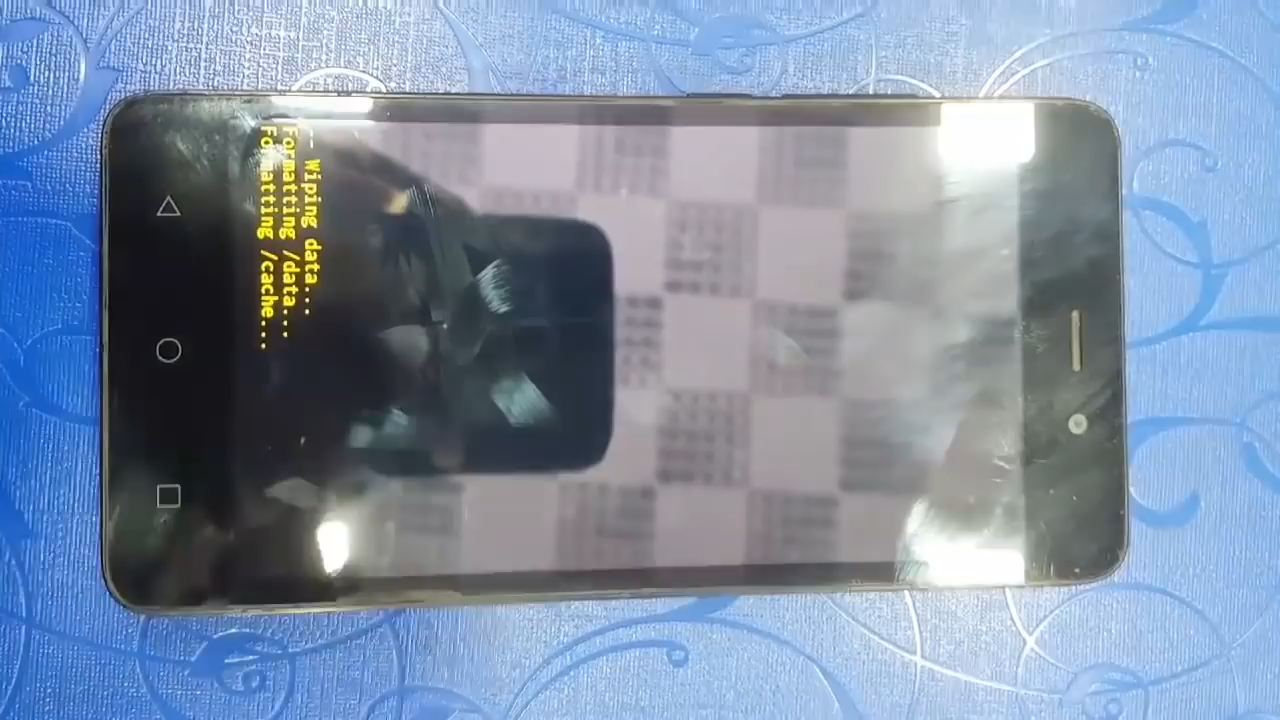 -- Wiping data...
Formatting /data...
Formatting /cache...